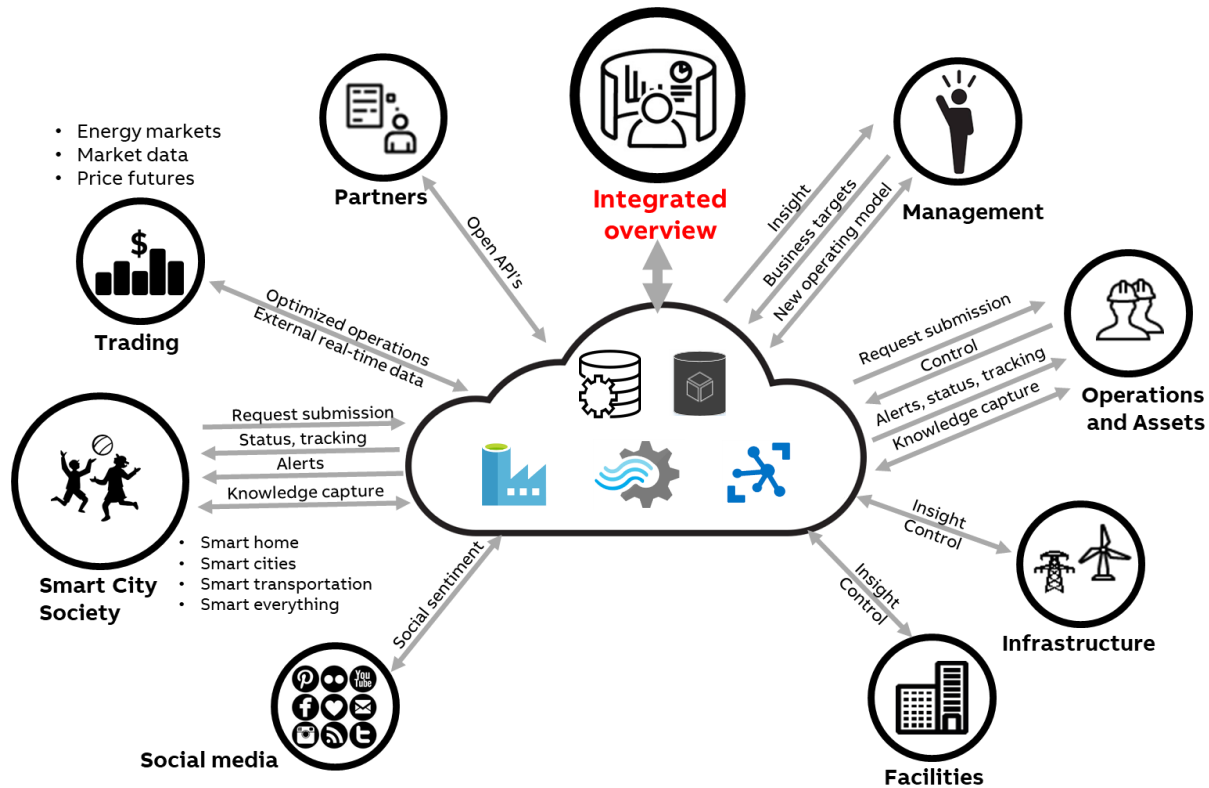 Integrated
overview
Partners
Open API's
• Energy markets
• Market data
• Price futures
$
Trading
Optimized operations
External real-time data
Request submission
Status, tracking
Alerts
Knowledge capture
Smart City
Society
• Smart home
• Smart cities
• Smart transportation
• Smart everything
Social sentiment
You
Tube
Social media
Insight
Business targets
New operating model
Management
Request submission
Control
Alerts, status, tracking
Knowledge capture
Operations
and Assets
Insight
Control
Infrastructure
Insight
Control
Facilities